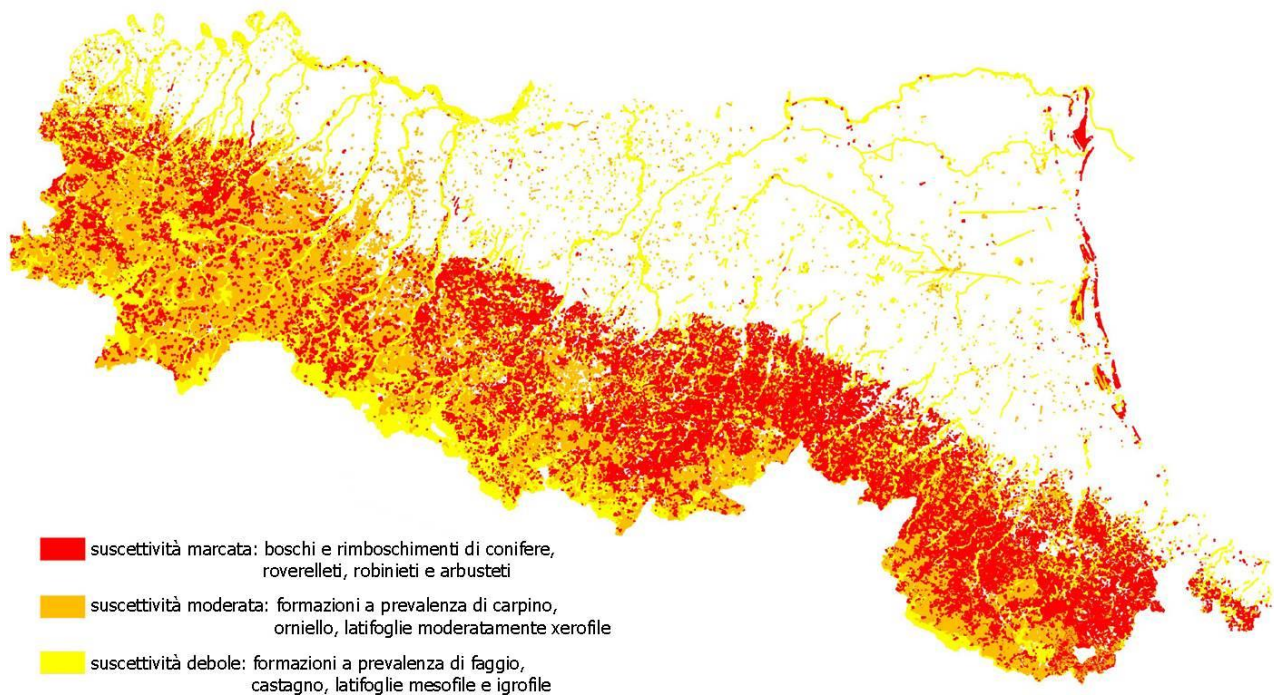 suscettività marcata: boschi e rimboschimenti di conifere,
roverelleti, robinieti e arbusteti
suscettività moderata: formazioni a prevalenza di carpino,
orniello, latifoglie moderatamente xerofile
suscettività debole: formazioni a prevalenza di faggio,
castagno, latifoglie mesofile e igrofile